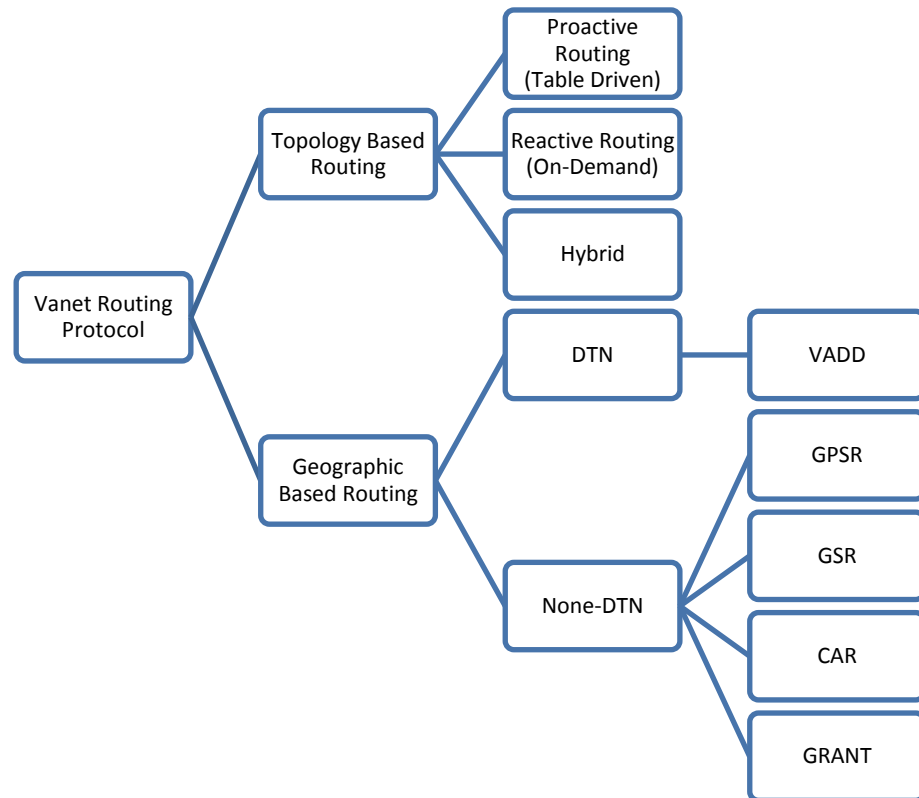 Proactive
Routing
(Table Driven)
Topology Based
Routing
Reactive Routing
(On-Demand)
Hybrid
Vanet Routing
Protocol
DTN
VADD
Geographic
Based Routing
GPSR
GSR
None-DTN
CAR
GRANT